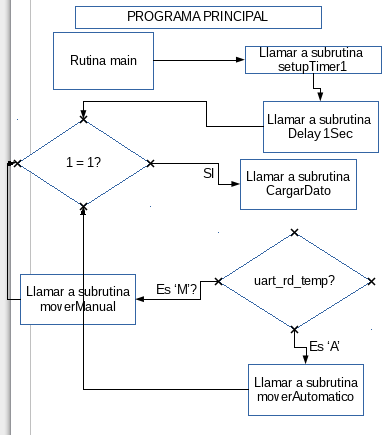 PROGRAMA PRINCIPAL
Rutina main
Llamar a subrutina
setupTimer1
Llamar a subrutina
Delay1Sec
1 = 1?
SI
Llamar a subrutina
CargarDato
uart_rd_temp?
Es ‘M’?
Llamar a subrutina
moverManual
Es ‘A’
Llamar a subrutina
moverAutomatico